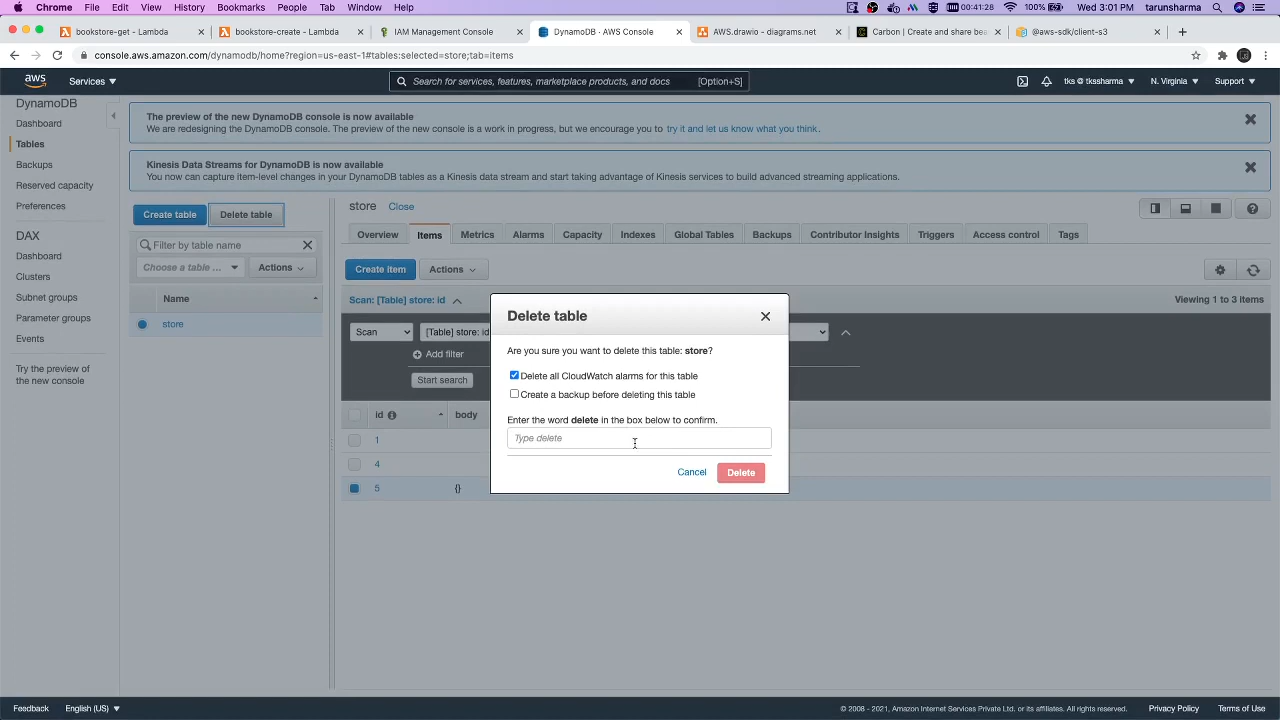 Chrome File Edit View History Bookmarks People Tab Window Help 00:41:28 100% Wed 3:01 PM tarunsharma
bookstore-get - Lambda bookstore-create - Lambda IAM Management Console DynamoDB · AWS Console AWS.drawio - diagrams.net Carbon | Create and share bea @aws-sdk/client-s3
console.aws.amazon.com/dynamodb/home?region=us-east-1#tables:selected=store;tab=items
aws Services Search for services, features, marketplace products, and docs [Option+S] tks @ tkssharma N. Virginia Support
DynamoDB
Dashboard
Tables
Backups
Reserved capacity
Preferences
DAX
Dashboard
Clusters
Subnet groups
Parameter groups
Events
Try the preview of
the new console
The preview of the new DynamoDB console is now available
We are redesigning the DynamoDB console. The preview of the new console is a work in progress, but we encourage you to try it and let us know what you think.
Kinesis Data Streams for DynamoDB is now available
You now can capture item-level changes in your DynamoDB tables as a Kinesis data stream and start taking advantage of Kinesis services to build advanced streaming applications.
Create table Delete table
Filter by table name
Choose a table ... Actions
Name
store
store Close
Overview Items Metrics Alarms Capacity Indexes Global Tables Backups Contributor Insights Triggers Access control Tags
Create item Actions
Scan: [Table] store: id Viewing 1 to 3 items
Scan [Table] store: id
Add filter
Start search
id body
1
4
5 {}
Delete table
Are you sure you want to delete this table: store?
Delete all CloudWatch alarms for this table
Create a backup before deleting this table
Enter the word delete in the box below to confirm.
Type delete
Cancel Delete
Feedback English (US) © 2008 - 2021, Amazon Internet Services Private Ltd. or its affiliates. All rights reserved. Privacy Policy Terms of Use